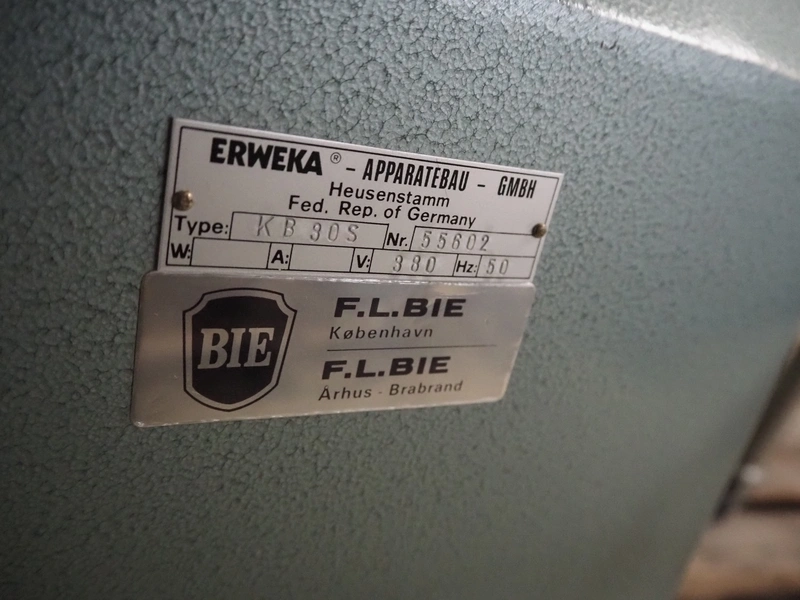 ERWEKA ® - APPARATEBAU - GMBH
Heusenstamm
Fed. Rep. of Germany
Type: KB 30S Nr. 55602
W: A: V: 380 Hz: 50
BIE
F.L.BIE
København
F.L.BIE
Århus - Brabrand